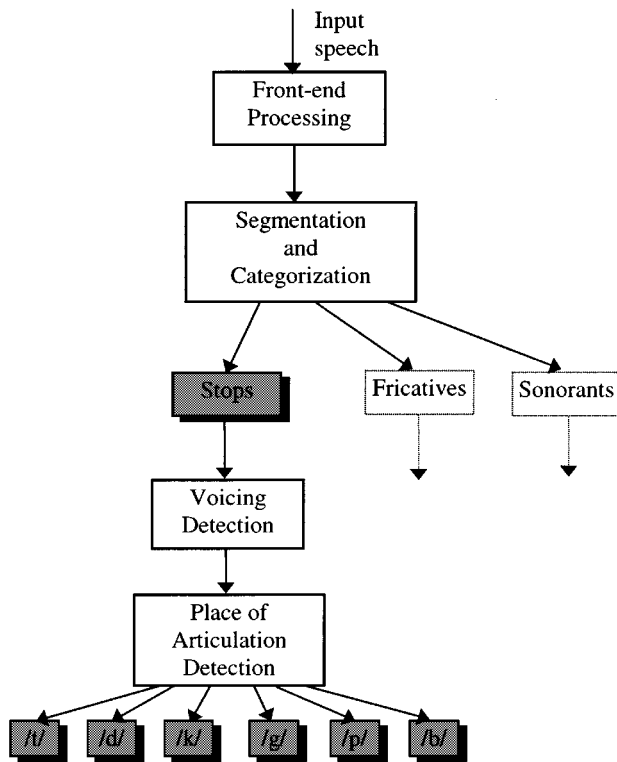 Input
speech
Front-end
Processing
Segmentation
and
Categorization
Stops
Fricatives
Sonorants
Voicing
Detection
Place of
Articulation
Detection
/t/
/d/
/k/
/g/
/p/
/b/